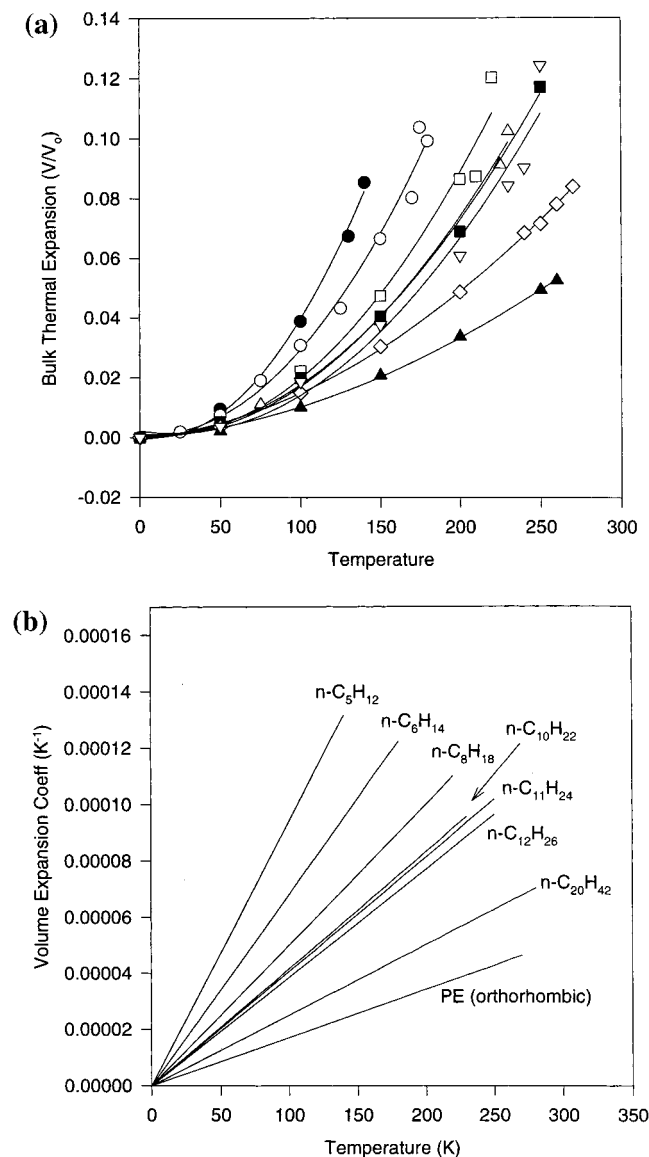 (a)
0.14
0.12
0.10
0.08
0.06
0.04
0.02
0.00
-0.02
Bulk Thermal Expansion (V/Vₒ)
0 50 100 150 200 250 300
Temperature
(b)
0.00016
0.00014
0.00012
0.00010
0.00008
0.00006
0.00004
0.00002
0.00000
Volume Expansion Coeff (K⁻¹)
n-C₅H₁₂
n-C₆H₁₄
n-C₈H₁₈
n-C₁₀H₂₂
n-C₁₁H₂₄
n-C₁₂H₂₆
n-C₂₀H₄₂
PE (orthorhombic)
0 50 100 150 200 250 300 350
Temperature (K)